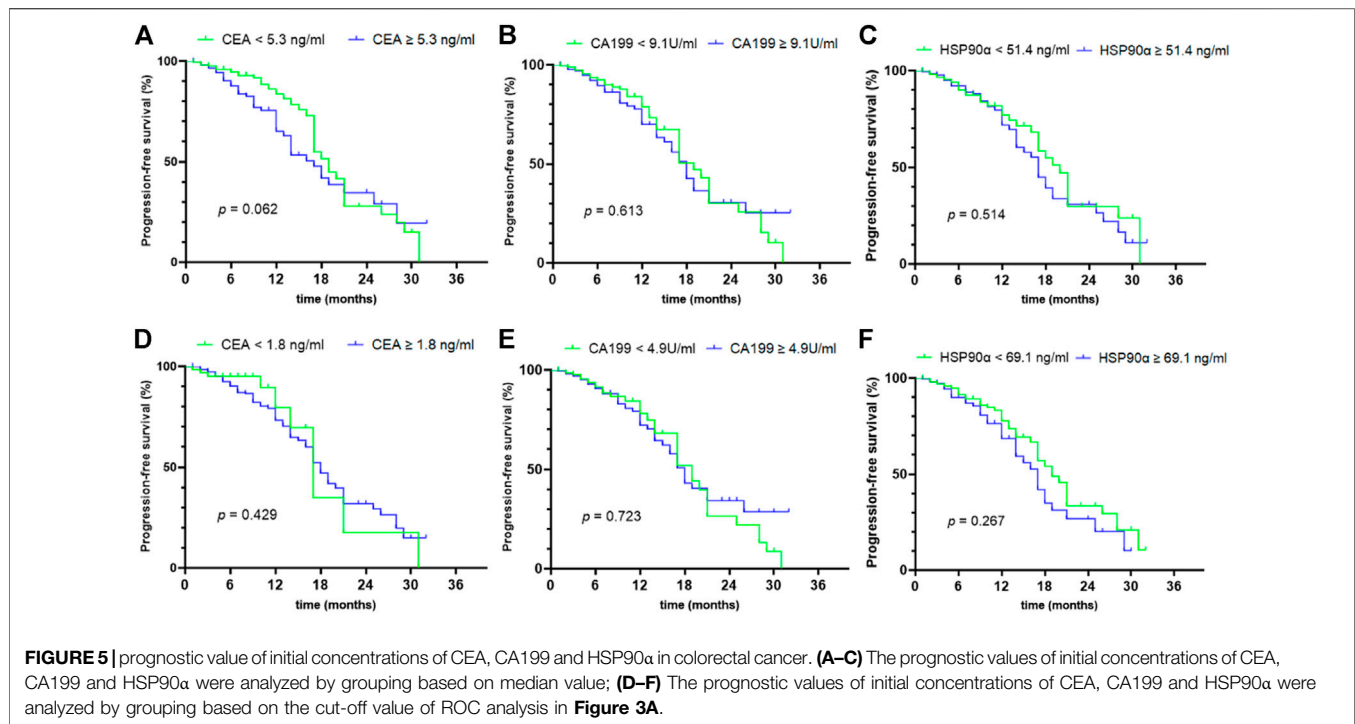 A
CEA < 5.3 ng/ml CEA ≥ 5.3 ng/ml
Progression-free survival (%)
100
50
0
p = 0.062
0 6 12 18 24 30 36
time (months)
B
CA199 < 9.1U/ml CA199 ≥ 9.1U/ml
Progression-free survival (%)
100
50
0
p = 0.613
0 6 12 18 24 30 36
time (months)
C
HSP90α < 51.4 ng/ml HSP90α ≥ 51.4 ng/ml
Progression-free survival (%)
100
50
0
p = 0.514
0 6 12 18 24 30 36
time (months)
D
CEA < 1.8 ng/ml CEA ≥ 1.8 ng/ml
Progression-free survival (%)
100
50
0
p = 0.429
0 6 12 18 24 30 36
time (months)
E
CA199 < 4.9U/ml CA199 ≥ 4.9U/ml
Progression-free survival (%)
100
50
0
p = 0.723
0 6 12 18 24 30 36
time (months)
F
HSP90α < 69.1 ng/ml HSP90α ≥ 69.1 ng/ml
Progression-free survival (%)
100
50
0
p = 0.267
0 6 12 18 24 30 36
time (months)
FIGURE 5 | prognostic value of initial concentrations of CEA, CA199 and HSP90α in colorectal cancer. (A–C) The prognostic values of initial concentrations of CEA,
CA199 and HSP90α were analyzed by grouping based on median value; (D–F) The prognostic values of initial concentrations of CEA, CA199 and HSP90α were
analyzed by grouping based on the cut-off value of ROC analysis in Figure 3A.